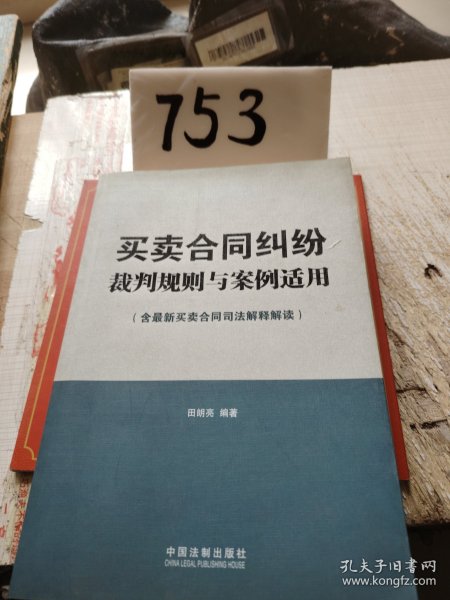 753
买卖合同纠纷
裁判规则与案例适用
（含最新买卖合同司法解释解读）
田朗亮 编著
中国法制出版社
CHINA LEGAL PUBLISHING HOUSE
孔夫子旧书网
www.kongfz.com